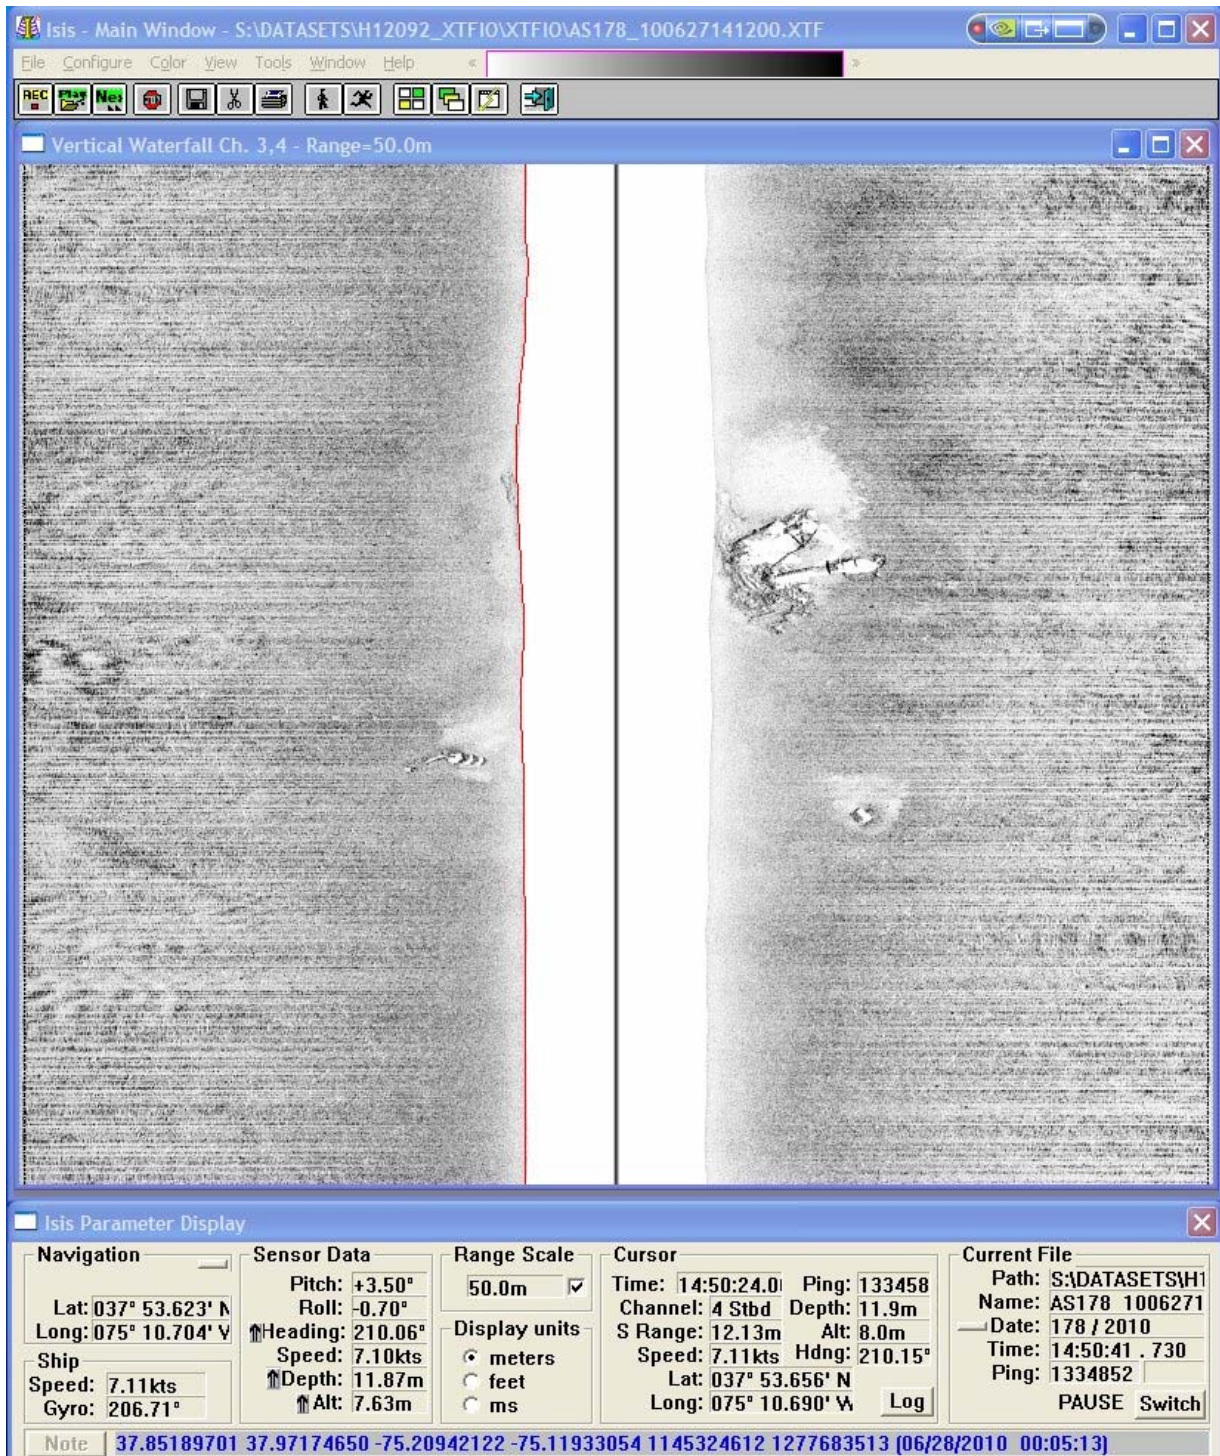 Isis - Main Window - S:\DATASETS\H12092_XTFIO\XTFIO\AS178_100627141200.XTF
File Configure Color View Tools Window Help « »
REC Play Nex
Vertical Waterfall Ch. 3,4 - Range=50.0m
Isis Parameter Display
Navigation
Lat: 037° 53.623' N
Long: 075° 10.704'
Ship
Speed: 7.11kts
Gyro: 206.71°
Sensor Data
Pitch: +3.50°
Roll: -0.70°
Heading: 210.06°
Speed: 7.10kts
Depth: 11.87m
Alt: 7.63m
Range Scale
50.0m
Display units
meters
feet
ms
Cursor
Time: 14:50:24.0 Ping: 133458
Channel: 4 Stbd Depth: 11.9m
S Range: 12.13m Alt: 8.0m
Speed: 7.11kts Hdng: 210.15°
Lat: 037° 53.656' N
Long: 075° 10.690' Log
Current File
Path: S:\DATASETS\H1
Name: AS178_1006271
Date: 178 / 2010
Time: 14:50:41 . 730
Ping: 1334852
PAUSE Switch
Note 37.85189701 37.97174650 -75.20942122 -75.11933054 1145324612 1277683513 (06/28/2010 00:05:13)